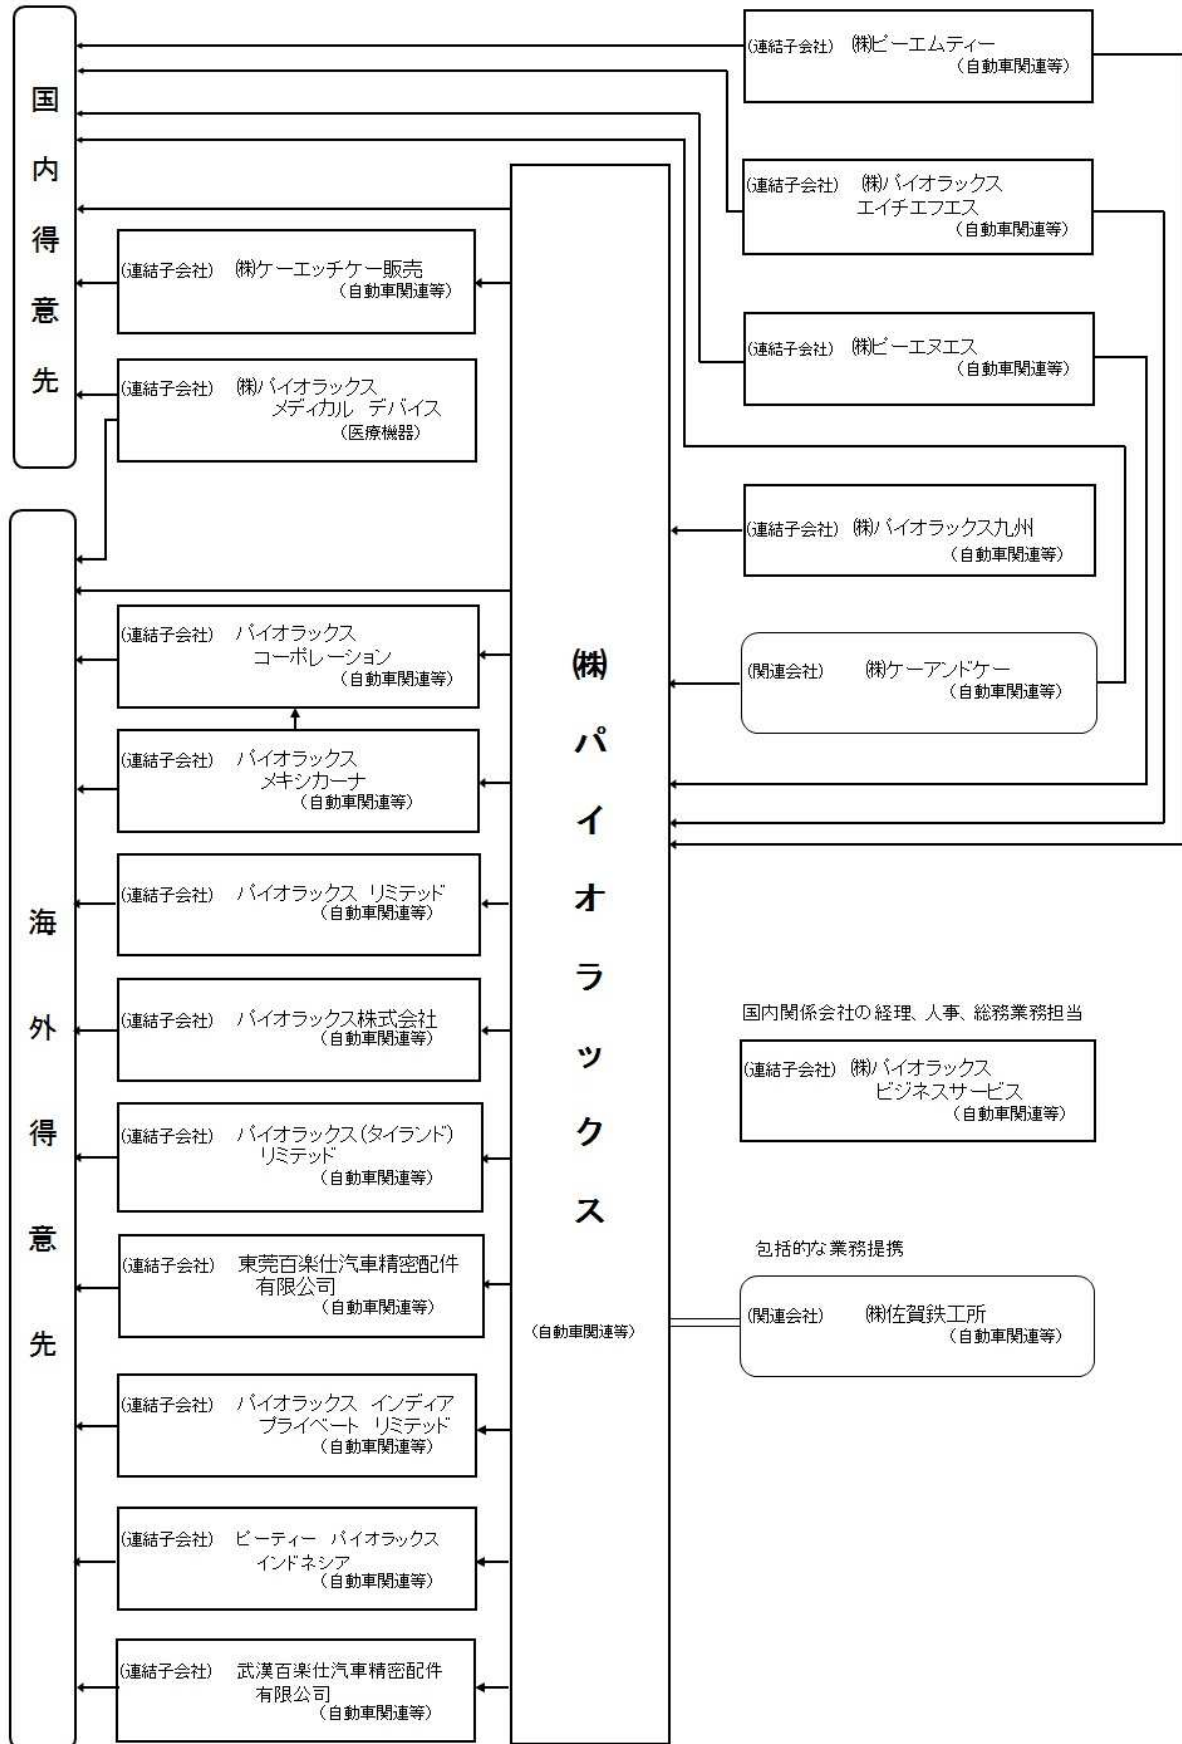 国内得意先
(連結子会社) ㈱ピーエムティー
(自動車関連等)
(連結子会社) ㈱パイオラックス
エイチエフエス
(自動車関連等)
(連結子会社) ㈱ケーエッチケー販売
(自動車関連等)
(連結子会社) ㈱ピーエヌエス
(自動車関連等)
(連結子会社) ㈱パイオラックス
メディカル デバイス
(医療機器)
(連結子会社) ㈱パイオラックス九州
(自動車関連等)
海外得意先
(連結子会社) パイオラックス
コーポレーション
(自動車関連等)
㈱パイオラックス
(自動車関連等)
(関連会社) ㈱ケーアンドケー
(自動車関連等)
(連結子会社) パイオラックス
メキシカーナ
(自動車関連等)
(連結子会社) パイオラックス リミテッド
(自動車関連等)
(連結子会社) パイオラックス株式会社
(自動車関連等)
国内関係会社の経理、人事、総務業務担当
(連結子会社) ㈱パイオラックス
ビジネスサービス
(自動車関連等)
(連結子会社) パイオラックス(タイランド)
リミテッド
(自動車関連等)
(連結子会社) 東莞百楽仕汽車精密配件
有限公司
(自動車関連等)
包括的な業務提携
(関連会社) ㈱佐賀鉄工所
(自動車関連等)
(連結子会社) パイオラックス インディア
プライベート リミテッド
(自動車関連等)
(連結子会社) ピーティー パイオラックス
インドネシア
(自動車関連等)
(連結子会社) 武漢百楽仕汽車精密配件
有限公司
(自動車関連等)